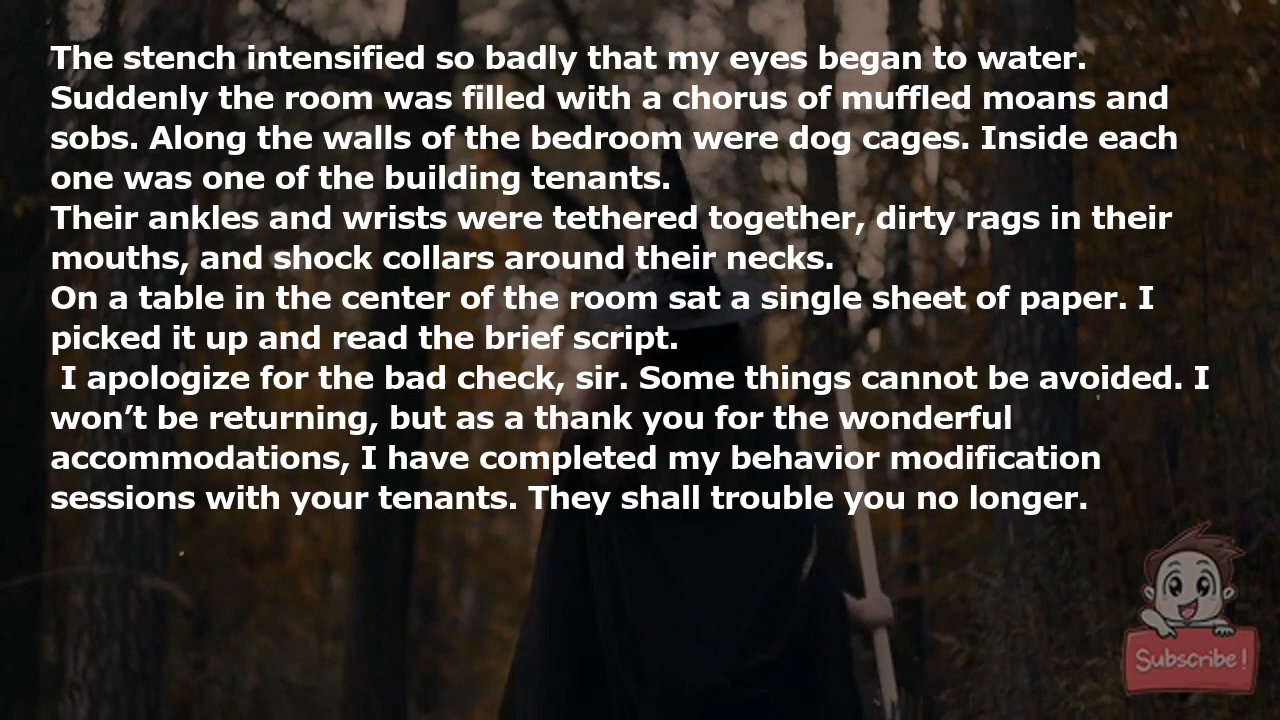 The stench intensified so badly that my eyes began to water.
Suddenly the room was filled with a chorus of muffled moans and
sobs. Along the walls of the bedroom were dog cages. Inside each
one was one of the building tenants.
Their ankles and wrists were tethered together, dirty rags in their
mouths, and shock collars around their necks.
On a table in the center of the room sat a single sheet of paper. I
picked it up and read the brief script.
I apologize for the bad check, sir. Some things cannot be avoided. I
won’t be returning, but as a thank you for the wonderful
accommodations, I have completed my behavior modification
sessions with your tenants. They shall trouble you no longer.
Subscribe!